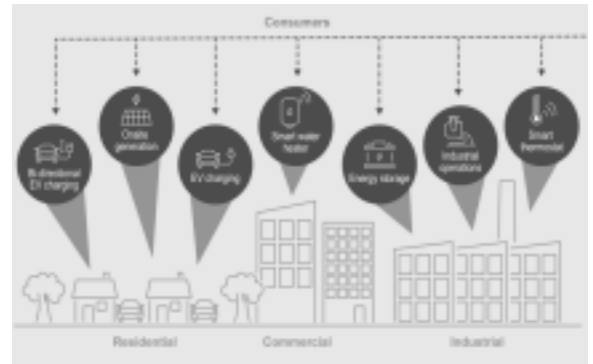 Consumers
Bi-directional
EV charging
Onsite
generation
EV charging
Smart water
heater
Energy storage
Industrial
operations
Smart
thermostat
Residential
Commercial
Industrial